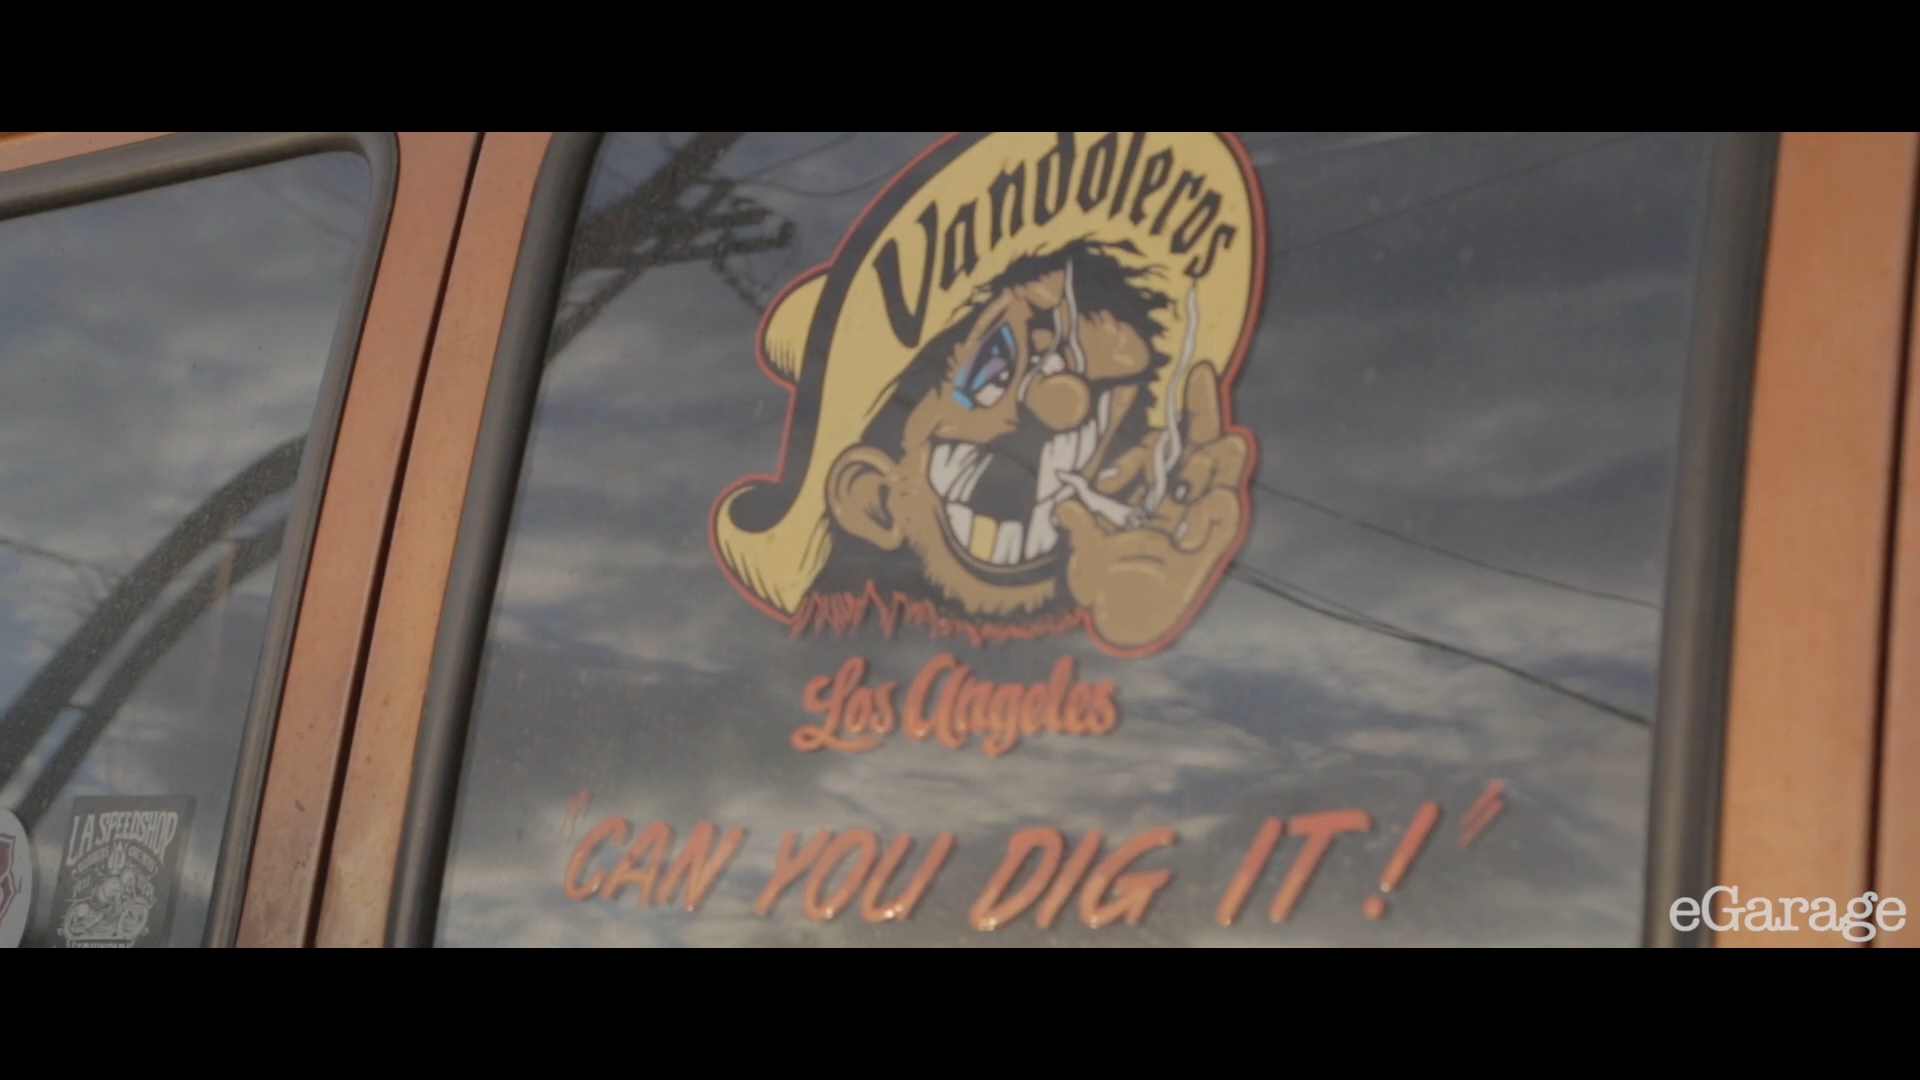 Vandoleros
Los Angeles
"CAN YOU DIG IT!"
LA SPEEDSHOP
eGarage